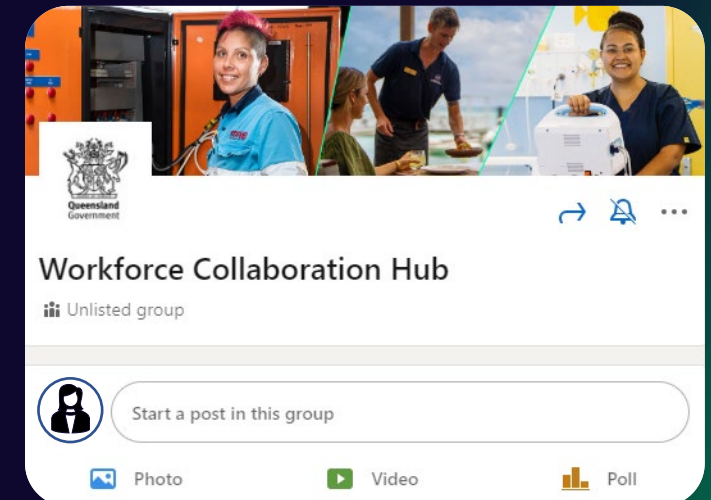 Queensland
Government
Workforce Collaboration Hub
Unlisted group
Start a post in this group
Photo
Video
Poll